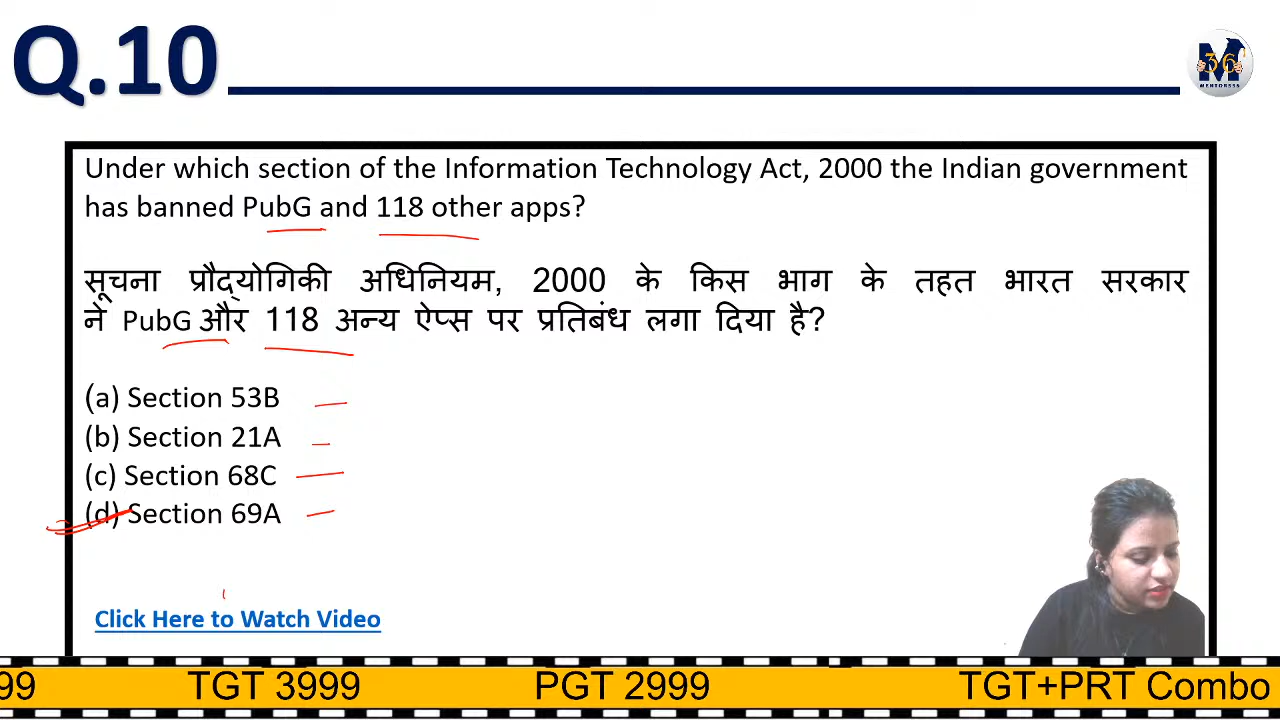 Q.10
M
36
MENTORS36
Under which section of the Information Technology Act, 2000 the Indian government
has banned PubG and 118 other apps?
सूचना प्रौद्योगिकी अधिनियम, 2000 के किस भाग के तहत भारत सरकार
ने PubG और 118 अन्य ऐप्स पर प्रतिबंध लगा दिया है?
(a) Section 53B
(b) Section 21A
(c) Section 68C
(d) Section 69A
Click Here to Watch Video
99 TGT 3999 PGT 2999 TGT+PRT Combo